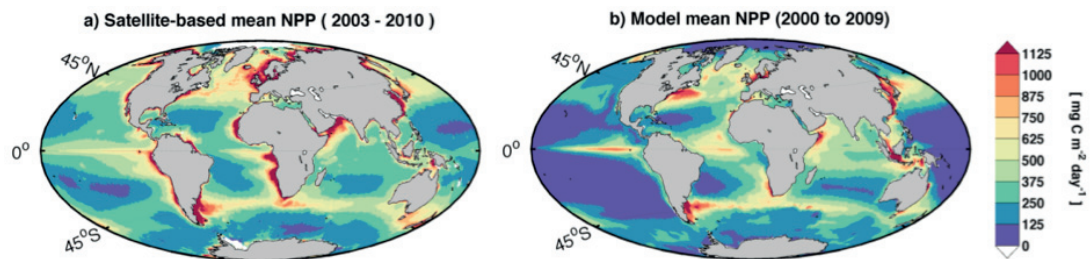 a) Satellite-based mean NPP ( 2003 - 2010 )
45°N
0°
45°S
b) Model mean NPP (2000 to 2009)
45°N
0°
45°S
1125
1000
875
750
625
500
375
250
125
0
[ mg C m⁻² day⁻¹ ]